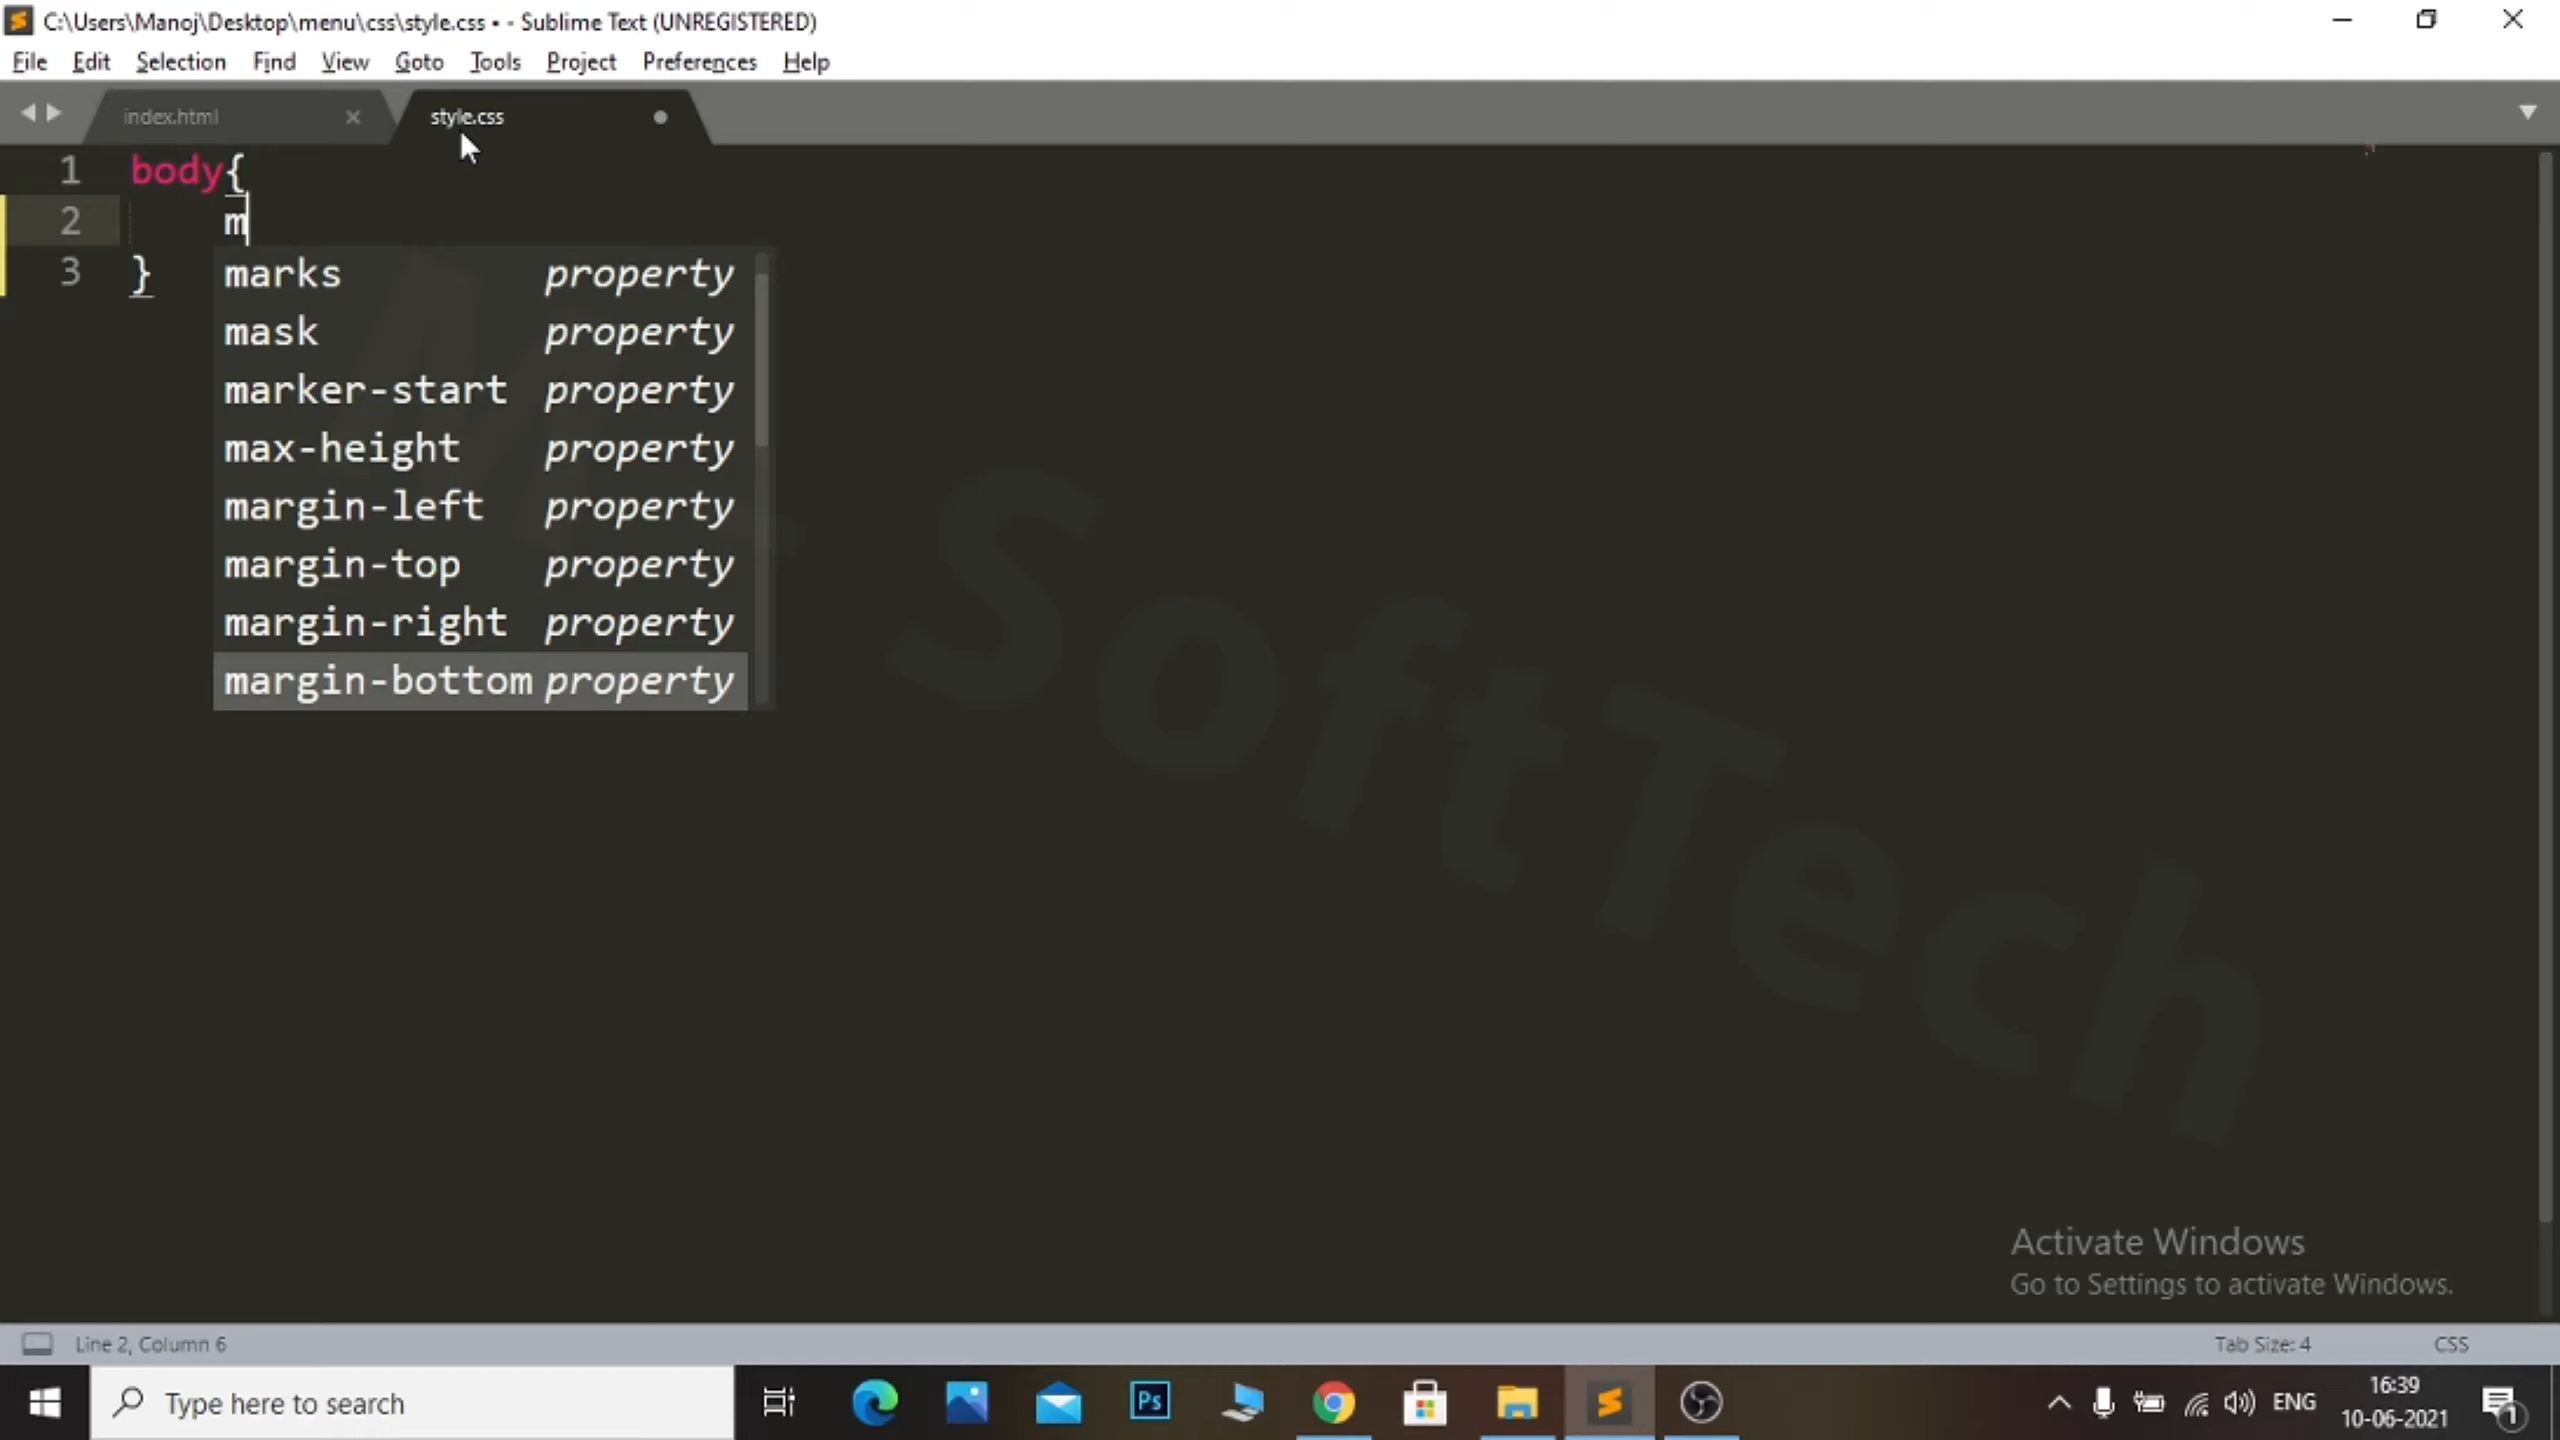 C:\Users\Manoj\Desktop\menu\css\style.css • - Sublime Text (UNREGISTERED)
File Edit Selection Find View Goto Tools Project Preferences Help
index.html × style.css
1 body{
2 m
3 }
marks property
mask property
marker-start property
max-height property
margin-left property
margin-top property
margin-right property
margin-bottom property
M SoftTech
Activate Windows
Go to Settings to activate Windows.
Line 2, Column 6 Tab Size: 4 CSS
Type here to search Ps ENG 16:39
10-06-2021 1